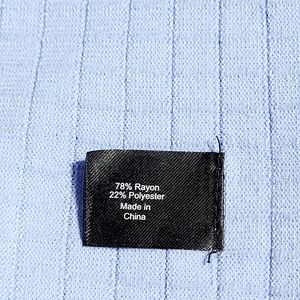 78% Rayon
22% Polyester
Made in
China